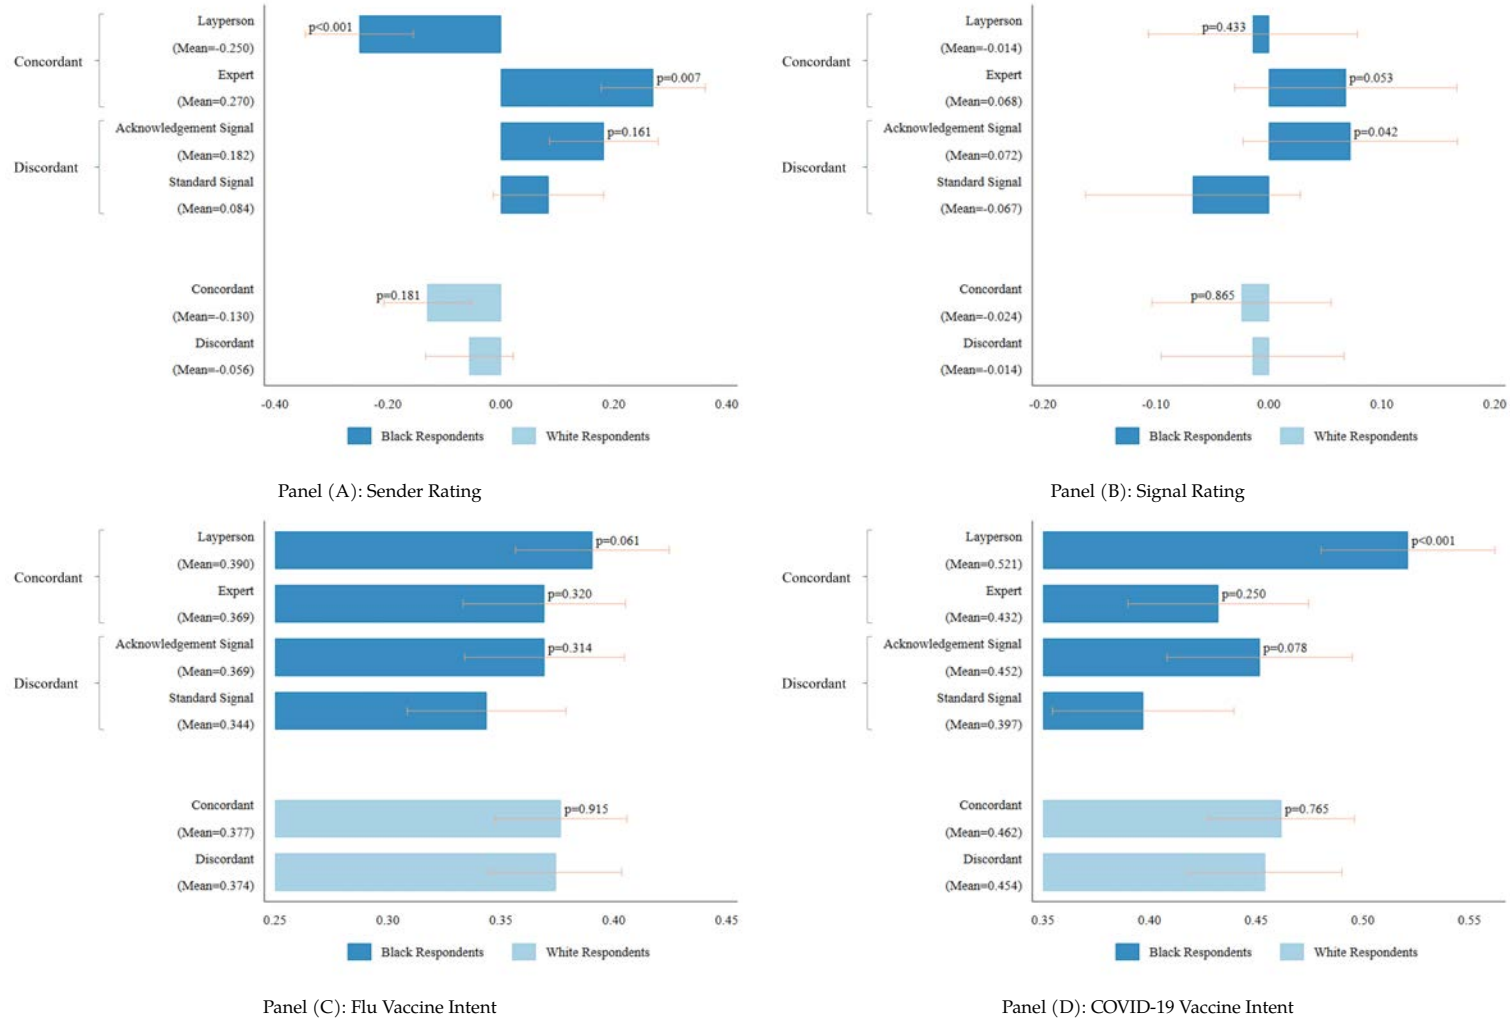 Layperson
p<0.001
(Mean=-0.250)
Concordant
Expert
p=0.007
(Mean=0.270)
Acknowledgement Signal
p=0.161
(Mean=0.182)
Discordant
Standard Signal
(Mean=0.084)
Concordant
p=0.181
(Mean=-0.130)
Discordant
(Mean=-0.056)
-0.40 -0.20 0.00 0.20 0.40
Black Respondents White Respondents
Panel (A): Sender Rating
Layperson
p=0.433
(Mean=-0.014)
Concordant
Expert
p=0.053
(Mean=0.068)
Acknowledgement Signal
p=0.042
(Mean=0.072)
Discordant
Standard Signal
(Mean=-0.067)
Concordant
p=0.865
(Mean=-0.024)
Discordant
(Mean=-0.014)
-0.20 -0.10 0.00 0.10 0.20
Black Respondents White Respondents
Panel (B): Signal Rating
Layperson
p=0.061
(Mean=0.390)
Concordant
Expert
p=0.320
(Mean=0.369)
Acknowledgement Signal
p=0.314
(Mean=0.369)
Discordant
Standard Signal
(Mean=0.344)
Concordant
p=0.915
(Mean=0.377)
Discordant
(Mean=0.374)
0.25 0.30 0.35 0.40 0.45
Black Respondents White Respondents
Panel (C): Flu Vaccine Intent
Layperson
p<0.001
(Mean=0.521)
Concordant
Expert
p=0.250
(Mean=0.432)
Acknowledgement Signal
p=0.078
(Mean=0.452)
Discordant
Standard Signal
(Mean=0.397)
Concordant
p=0.765
(Mean=0.462)
Discordant
(Mean=0.454)
0.35 0.40 0.45 0.50 0.55
Black Respondents White Respondents
Panel (D): COVID-19 Vaccine Intent